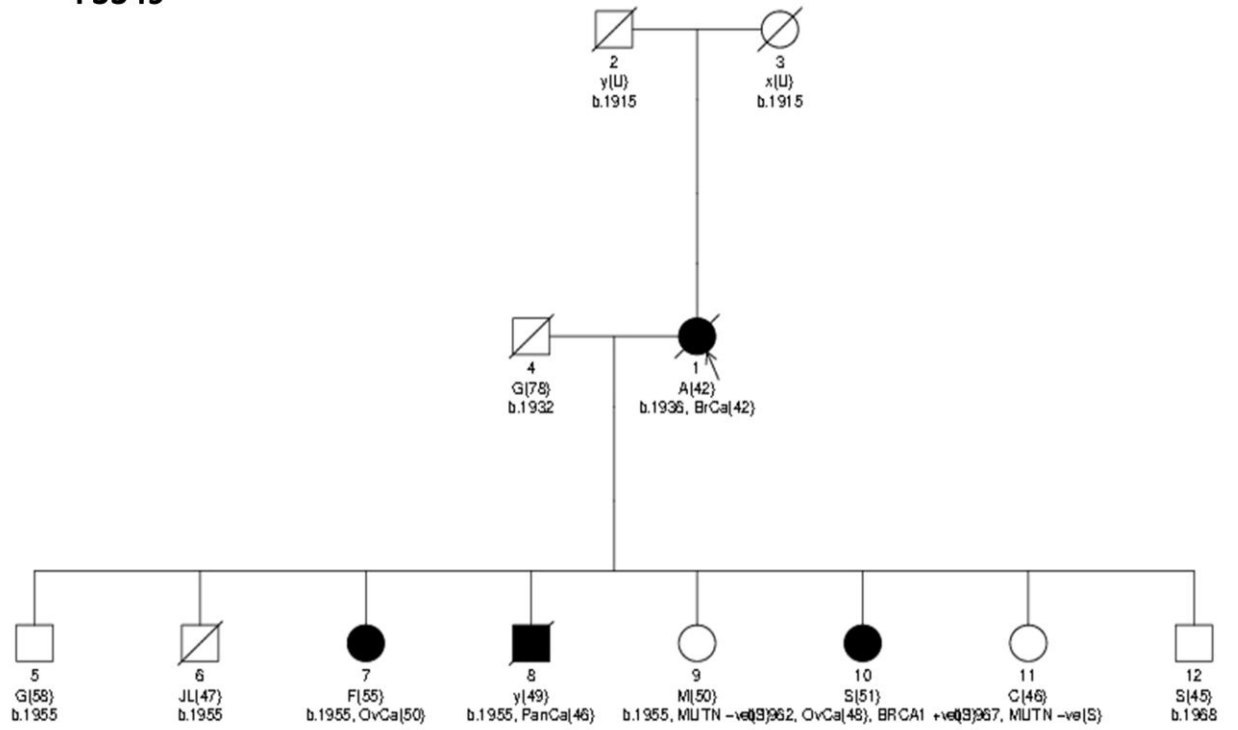 2 3
y(U) x(U)
b.1915 b.1915
4 1
G(78) A(42)
b.1932 b.1936, BrCa(42)
5 6 7 8 9 10 11 12
G(58) JL(47) F(55) y(49) M(50) S(51) C(46) S(45)
b.1955 b.1955 b.1955, OvCa(50) b.1955, PanCa(46) b.1955, MUTN -ve(S) b.1962, OvCa(48), BRCA1 +ve(S) b.1967, MUTN -ve(S) b.1968